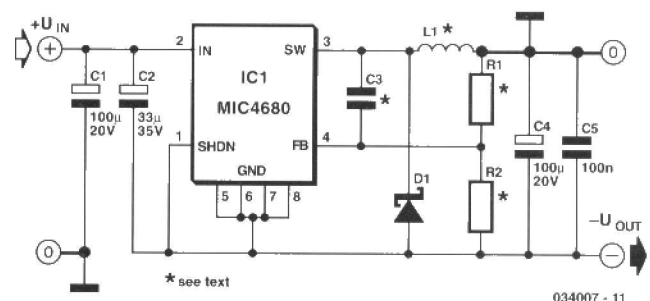 +U IN
L1 *
0
2
IN
SW
3
C1
100µ
20V
C2
33µ
35V
IC1
MIC4680
C3
*
R1
*
1
SHDN
FB
4
GND
5
6
7
8
D1
R2
*
C4
100µ
20V
C5
100n
–U OUT
0
* see text
034007 - 11